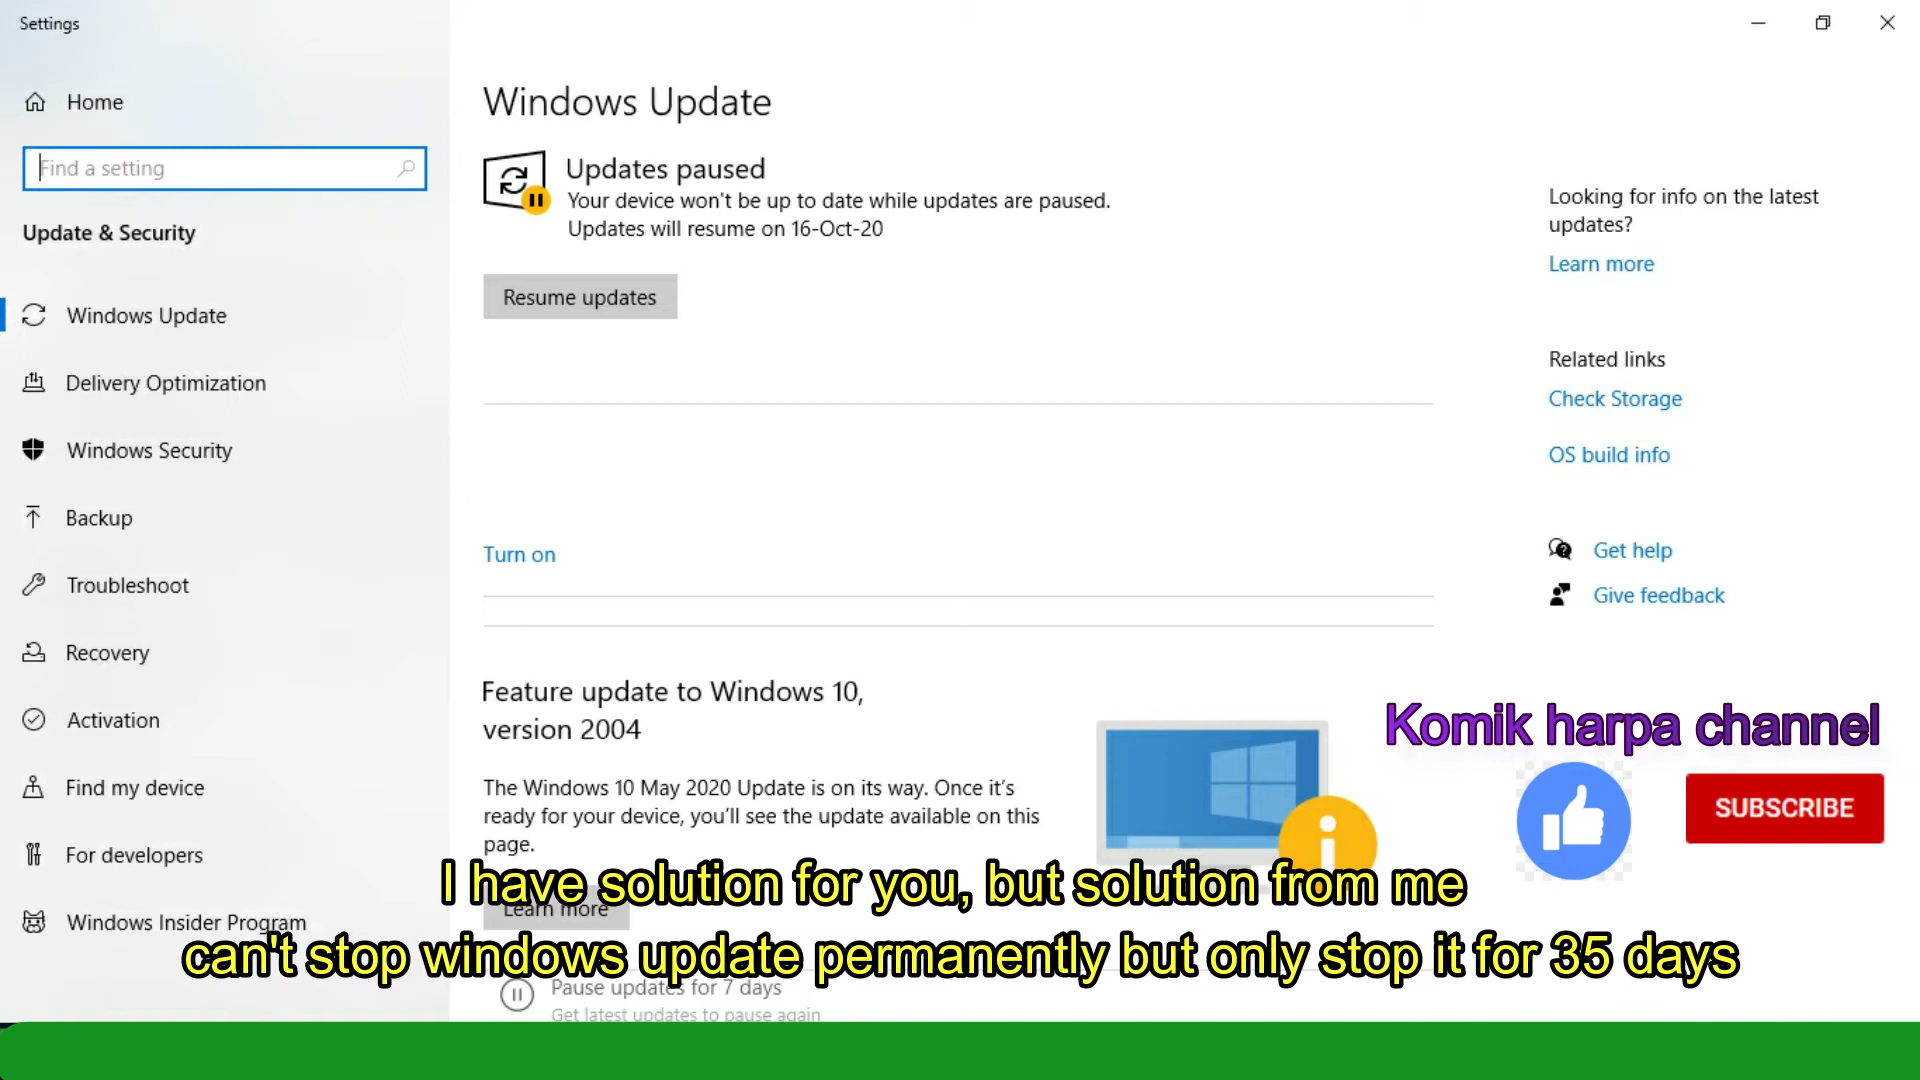 Settings
Home
Find a setting
Update & Security
Windows Update
Delivery Optimization
Windows Security
Backup
Troubleshoot
Recovery
Activation
Find my device
For developers
Windows Insider Program
Windows Update
Updates paused
Your device won't be up to date while updates are paused.
Updates will resume on 16-Oct-20
Resume updates
Turn on
Feature update to Windows 10,
version 2004
The Windows 10 May 2020 Update is on its way. Once it's
ready for your device, you'll see the update available on this
page.
Learn more
Pause updates for 7 days
Get latest updates to pause again
Looking for info on the latest
updates?
Learn more
Related links
Check Storage
OS build info
Get help
Give feedback
Komik harpa channel
SUBSCRIBE
I have solution for you, but solution from me
can't stop windows update permanently but only stop it for 35 days